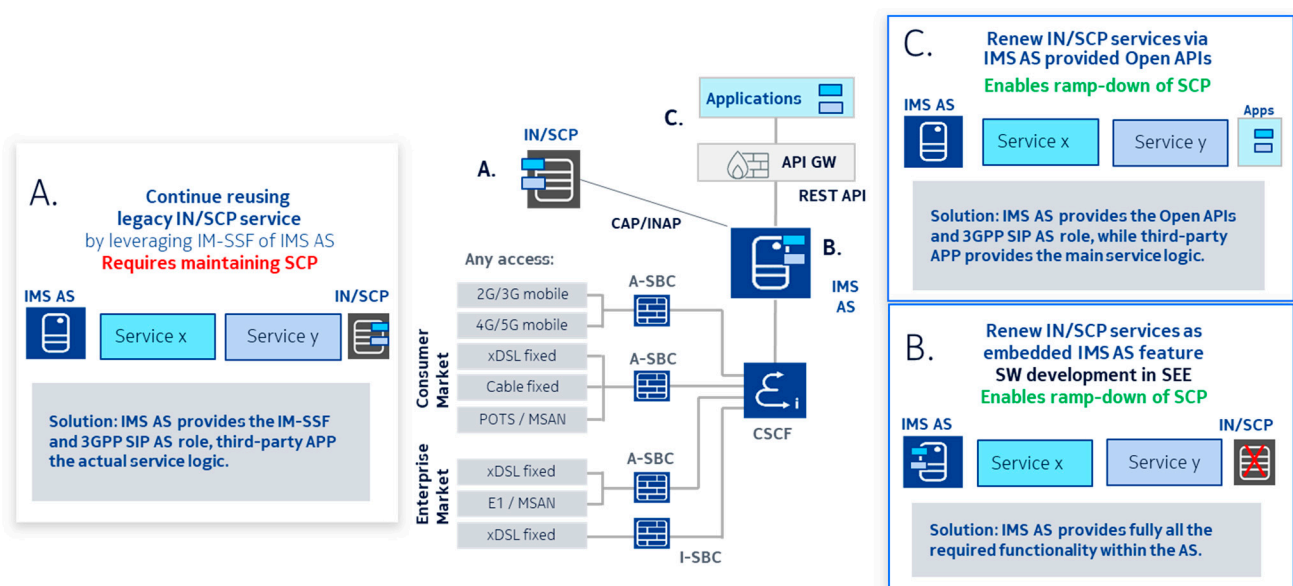 A.
Continue reusing
legacy IN/SCP service
by leveraging IM-SSF of IMS AS
Requires maintaining SCP
IMS AS
IN/SCP
Service x
Service y
Solution: IMS AS provides the IM-SSF
and 3GPP SIP AS role, third-party APP
the actual service logic.
Applications
C.
IN/SCP
A.
API GW
REST API
CAP/INAP
B.
IMS
AS
Any access:
A-SBC
2G/3G mobile
4G/5G mobile
Consumer
Market
xDSL fixed
A-SBC
Cable fixed
POTS / MSAN
CSCF
Enterprise
Market
A-SBC
xDSL fixed
E1 / MSAN
xDSL fixed
I-SBC
C.
Renew IN/SCP services via
IMS AS provided Open APIs
Enables ramp-down of SCP
IMS AS
Apps
Service x
Service y
Solution: IMS AS provides the Open APIs
and 3GPP SIP AS role, while third-party
APP provides the main service logic.
B.
Renew IN/SCP services as
embedded IMS AS feature
SW development in SEE
Enables ramp-down of SCP
IMS AS
IN/SCP
Service x
Service y
Solution: IMS AS provides fully all the
required functionality within the AS.